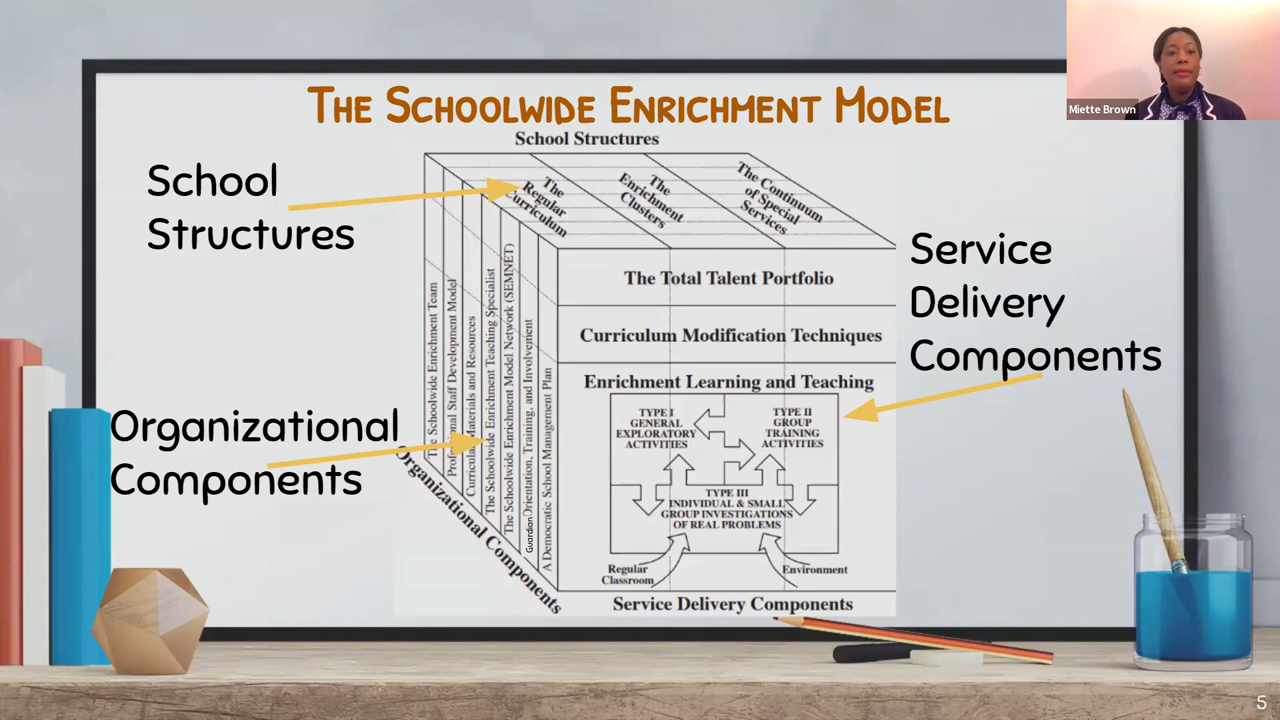 THE SCHOOLWIDE ENRICHMENT MODEL
Miette Brown
School Structures
School
Structures
The
Regular
Curriculum
The
Enrichment
Clusters
The Continuum
of Special
Services
Service
Delivery
Components
The Total Talent Portfolio
Curriculum Modification Techniques
Enrichment Learning and Teaching
TYPE I
GENERAL
EXPLORATORY
ACTIVITIES
TYPE II
GROUP
TRAINING
ACTIVITIES
TYPE III
INDIVIDUAL & SMALL
GROUP INVESTIGATIONS
OF REAL PROBLEMS
Regular
Classroom
Environment
Service Delivery Components
Organizational
Components
The Schoolwide Enrichment Team
Professional Staff Development Model
Curricular Materials and Resources
The Schoolwide Enrichment Teaching Specialist
The Schoolwide Enrichment Model Network (SEMNET)
Guardian Orientation, Training, and Involvement
A Democratic School Management Plan
Organizational Components
5